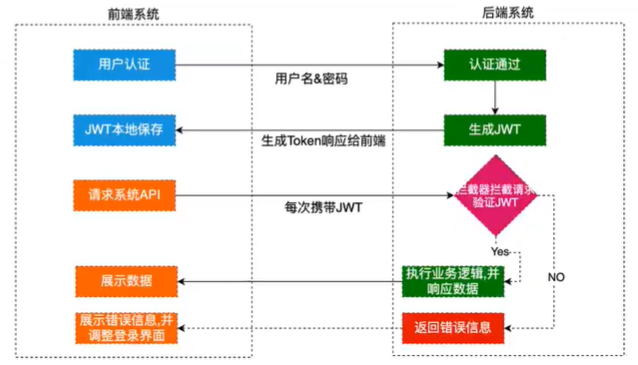 前端系统
后端系统
用户认证
用户名&密码
认证通过
JWT本地保存
生成Token响应给前端
生成JWT
请求系统API
每次携带JWT
拦截器拦截请求
验证JWT
Yes
NO
展示数据
执行业务逻辑,并
响应数据
展示错误信息,并
调整登录界面
返回错误信息